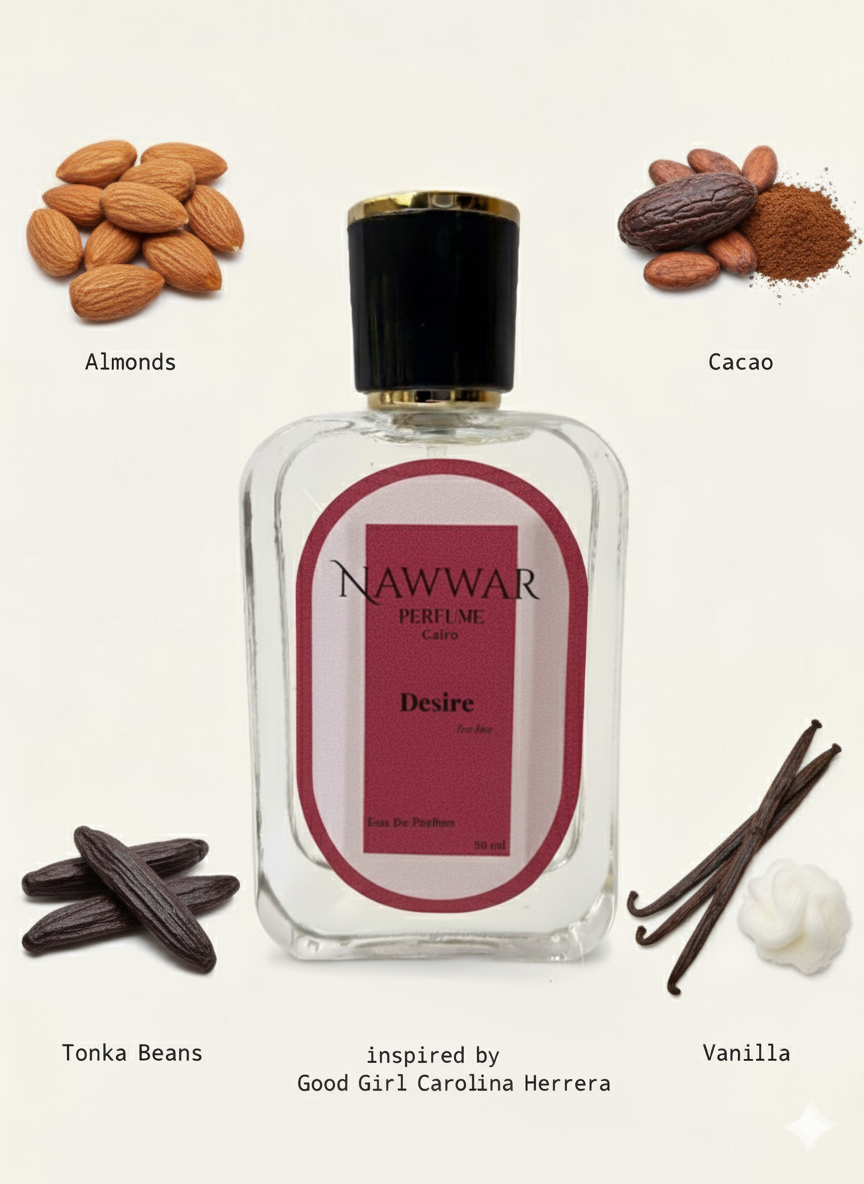 Almonds
Cacao
NAWWAR
PERFUME
Cairo
Desire
Eau De
50 ml
Tonka Beans
inspired by
Good Girl Carolina Herrera
Vanilla